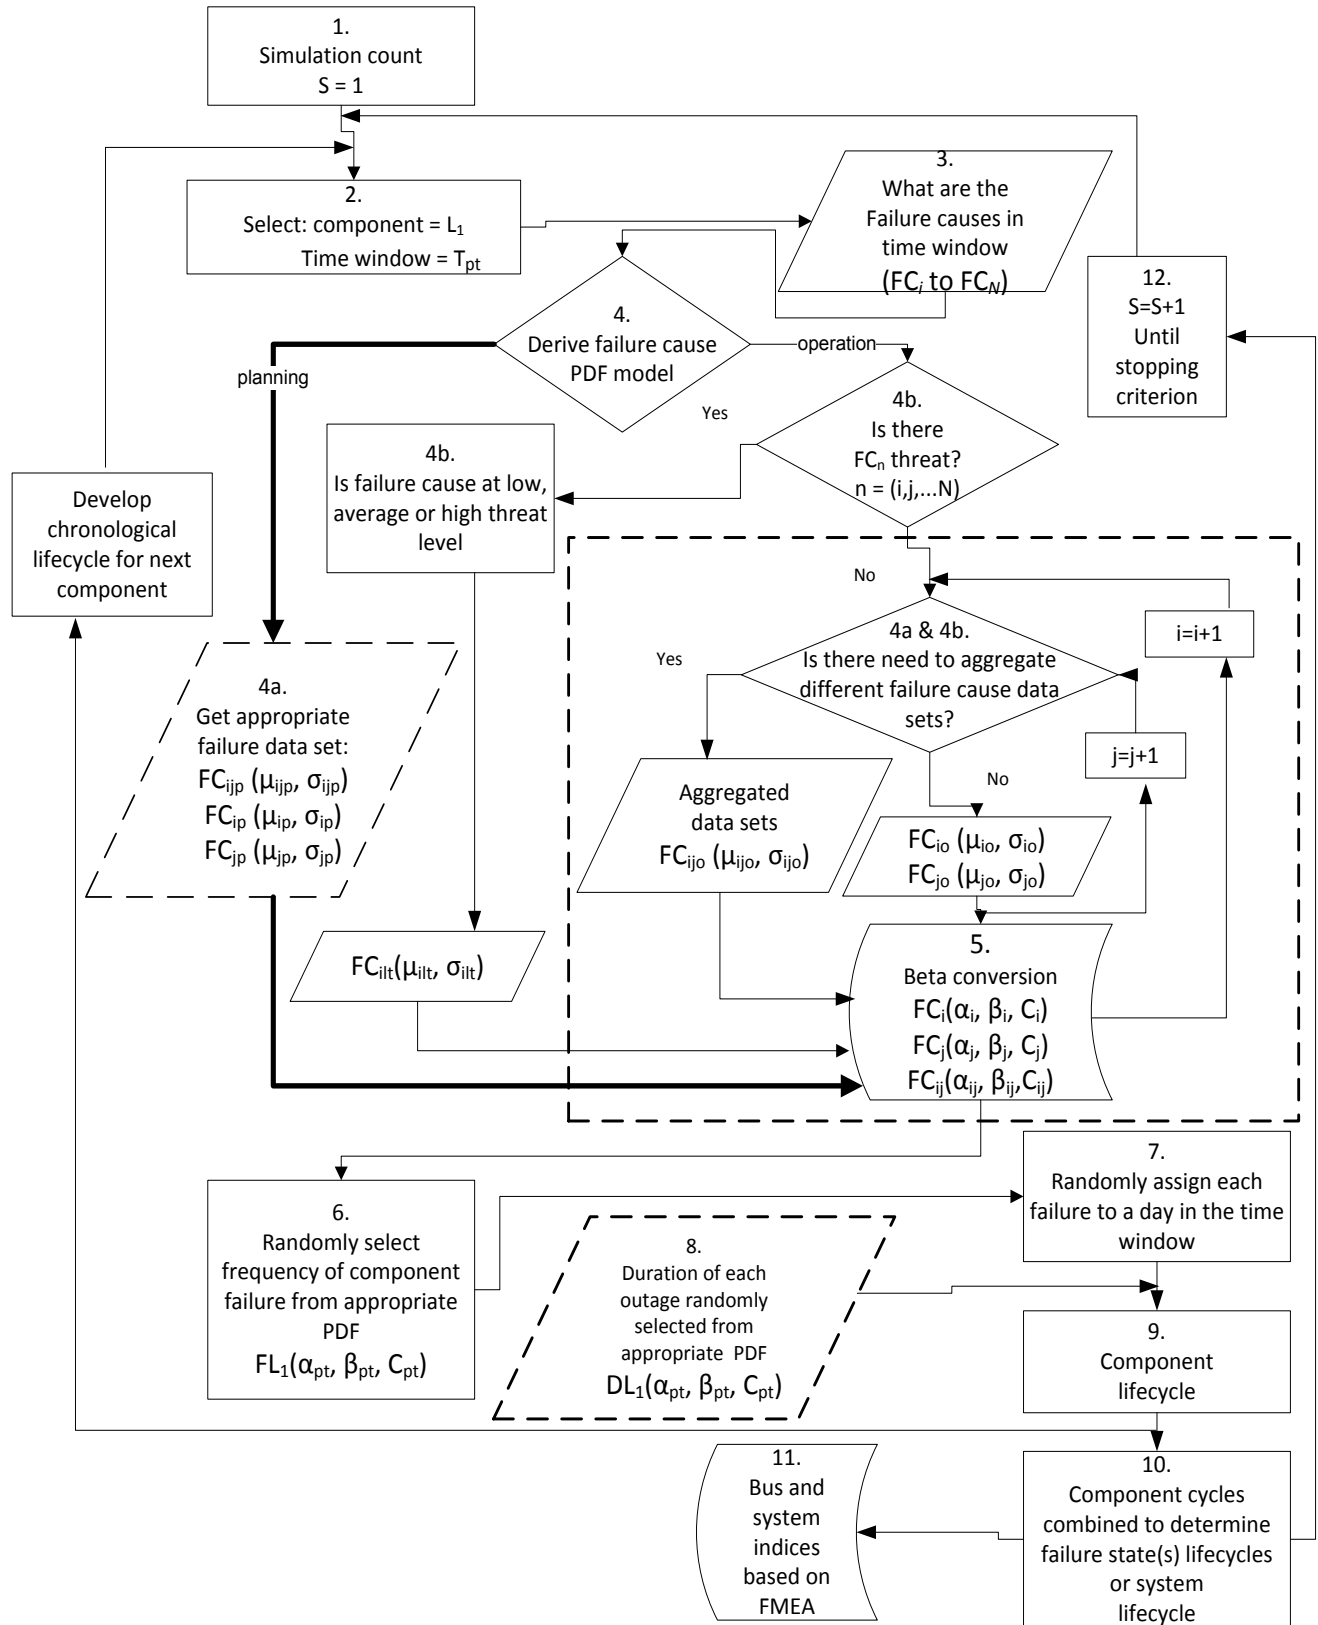 1.
Simulation count
S = 1
2.
Select: component = L₁
Time window = Tpt
3.
What are the
Failure causes in
time window
(FCi to FCN)
4.
Derive failure cause
PDF model
operation
planning
Yes
4b.
Is there
FCn threat?
n = (i,j,...N)
12.
S=S+1
Until
stopping
criterion
4b.
Is failure cause at low,
average or high threat
level
Develop
chronological
lifecycle for next
component
No
4a & 4b.
Is there need to aggregate
different failure cause data
sets?
Yes
i=i+1
j=j+1
No
4a.
Get appropriate
failure data set:
FCijp (μijp, σijp)
FCip (μip, σip)
FCjp (μjp, σjp)
Aggregated
data sets
FCijo (μijo, σijo)
FCio (μio, σio)
FCjo (μjo, σjo)
FCilt(μilt, σilt)
5.
Beta conversion
FCi(αi, βi, Ci)
FCj(αj, βj, Cj)
FCij(αij, βij,Cij)
6.
Randomly select
frequency of component
failure from appropriate
PDF
FL₁(αpt, βpt, Cpt)
7.
Randomly assign each
failure to a day in the time
window
8.
Duration of each
outage randomly
selected from
appropriate PDF
DL₁(αpt, βpt, Cpt)
9.
Component
lifecycle
10.
Component cycles
combined to determine
failure state(s) lifecycles
or system
lifecycle
11.
Bus and
system
indices
based on
FMEA